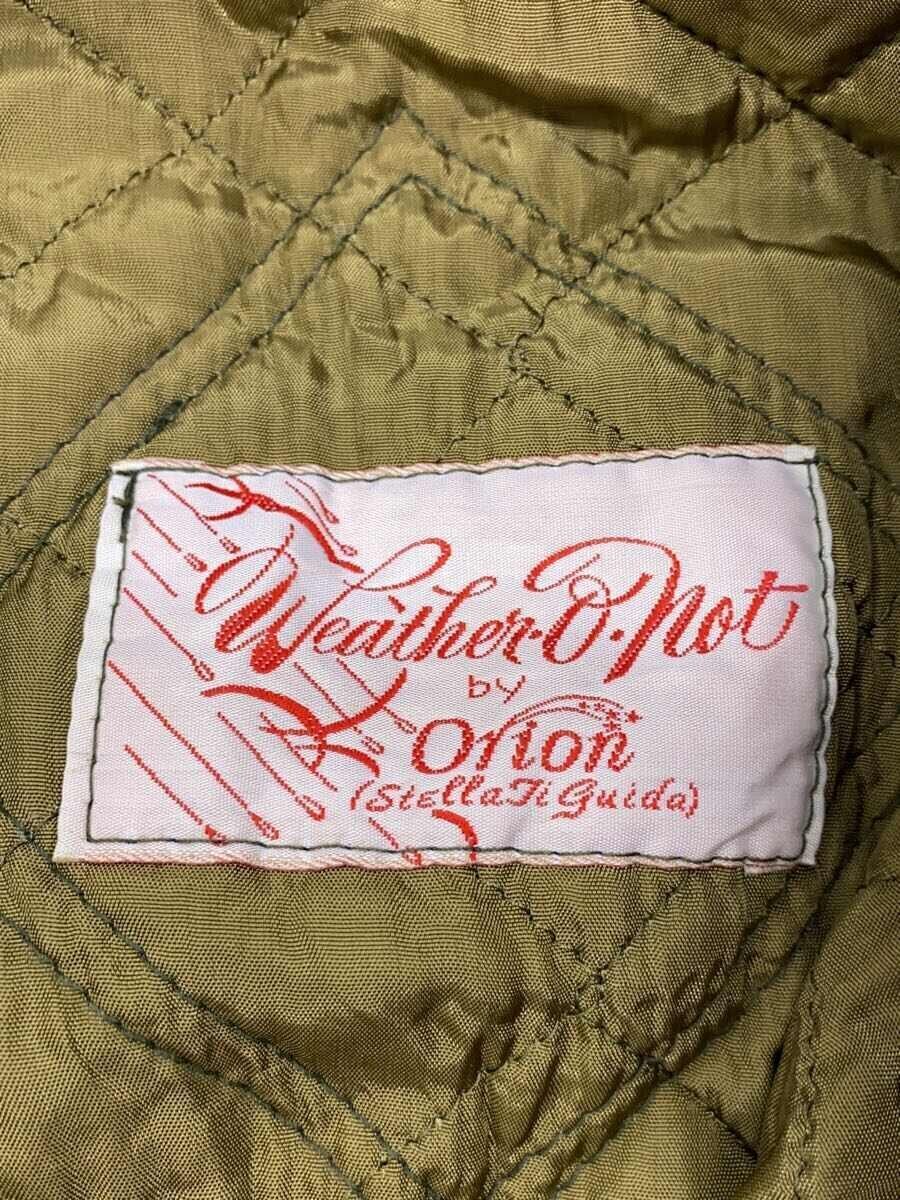 Weather-O-Not
by
Orion
(Stella Ti Guida)